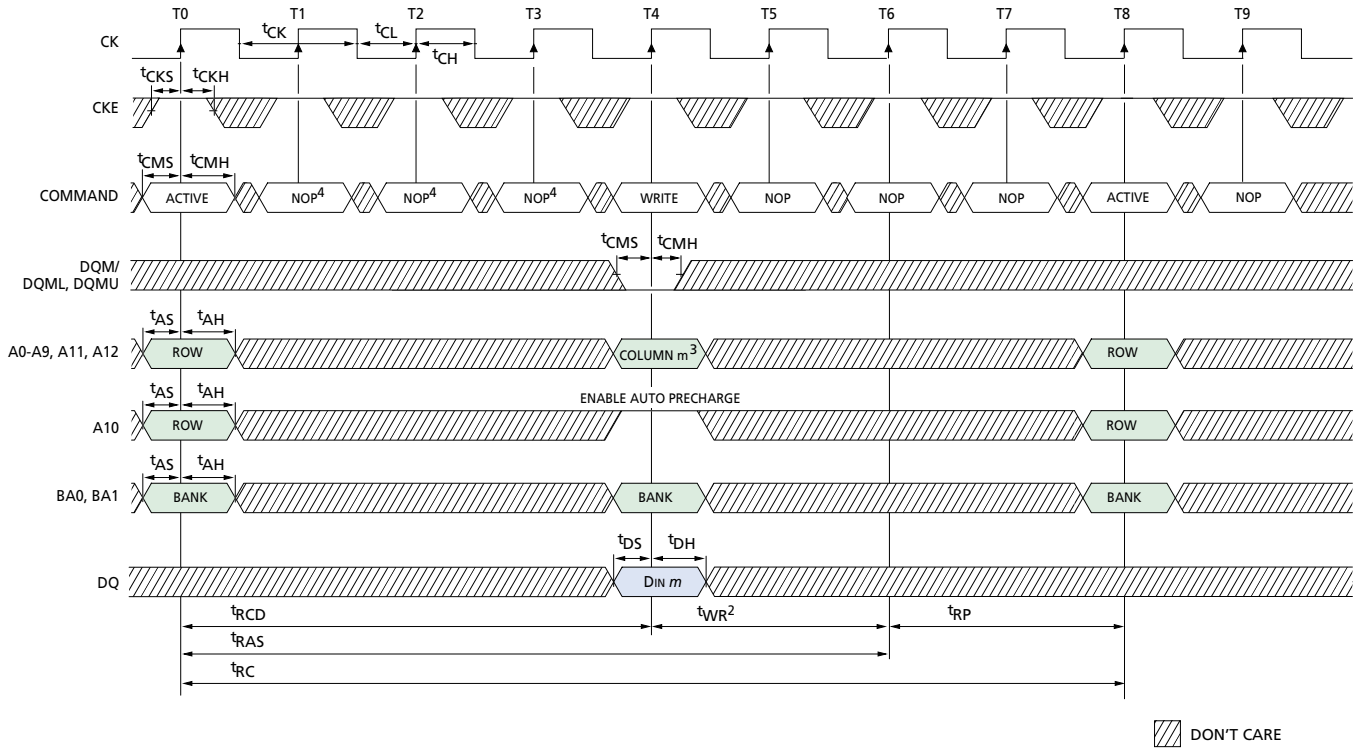 T0 T1 T2 T3 T4 T5 T6 T7 T8 T9
CK
tCK tCL tCH
tCKS tCKH
CKE
tCMS tCMH
COMMAND ACTIVE NOP4 NOP4 NOP4 WRITE NOP NOP NOP ACTIVE NOP
tCMS tCMH
DQM/
DQML, DQMU
tAS tAH
A0-A9, A11, A12 ROW COLUMN m3 ROW
tAS tAH
ENABLE AUTO PRECHARGE
A10 ROW ROW
tAS tAH
BA0, BA1 BANK BANK BANK
tDS tDH
DQ DIN m
tRCD tWR2 tRP
tRAS
tRC
DON'T CARE